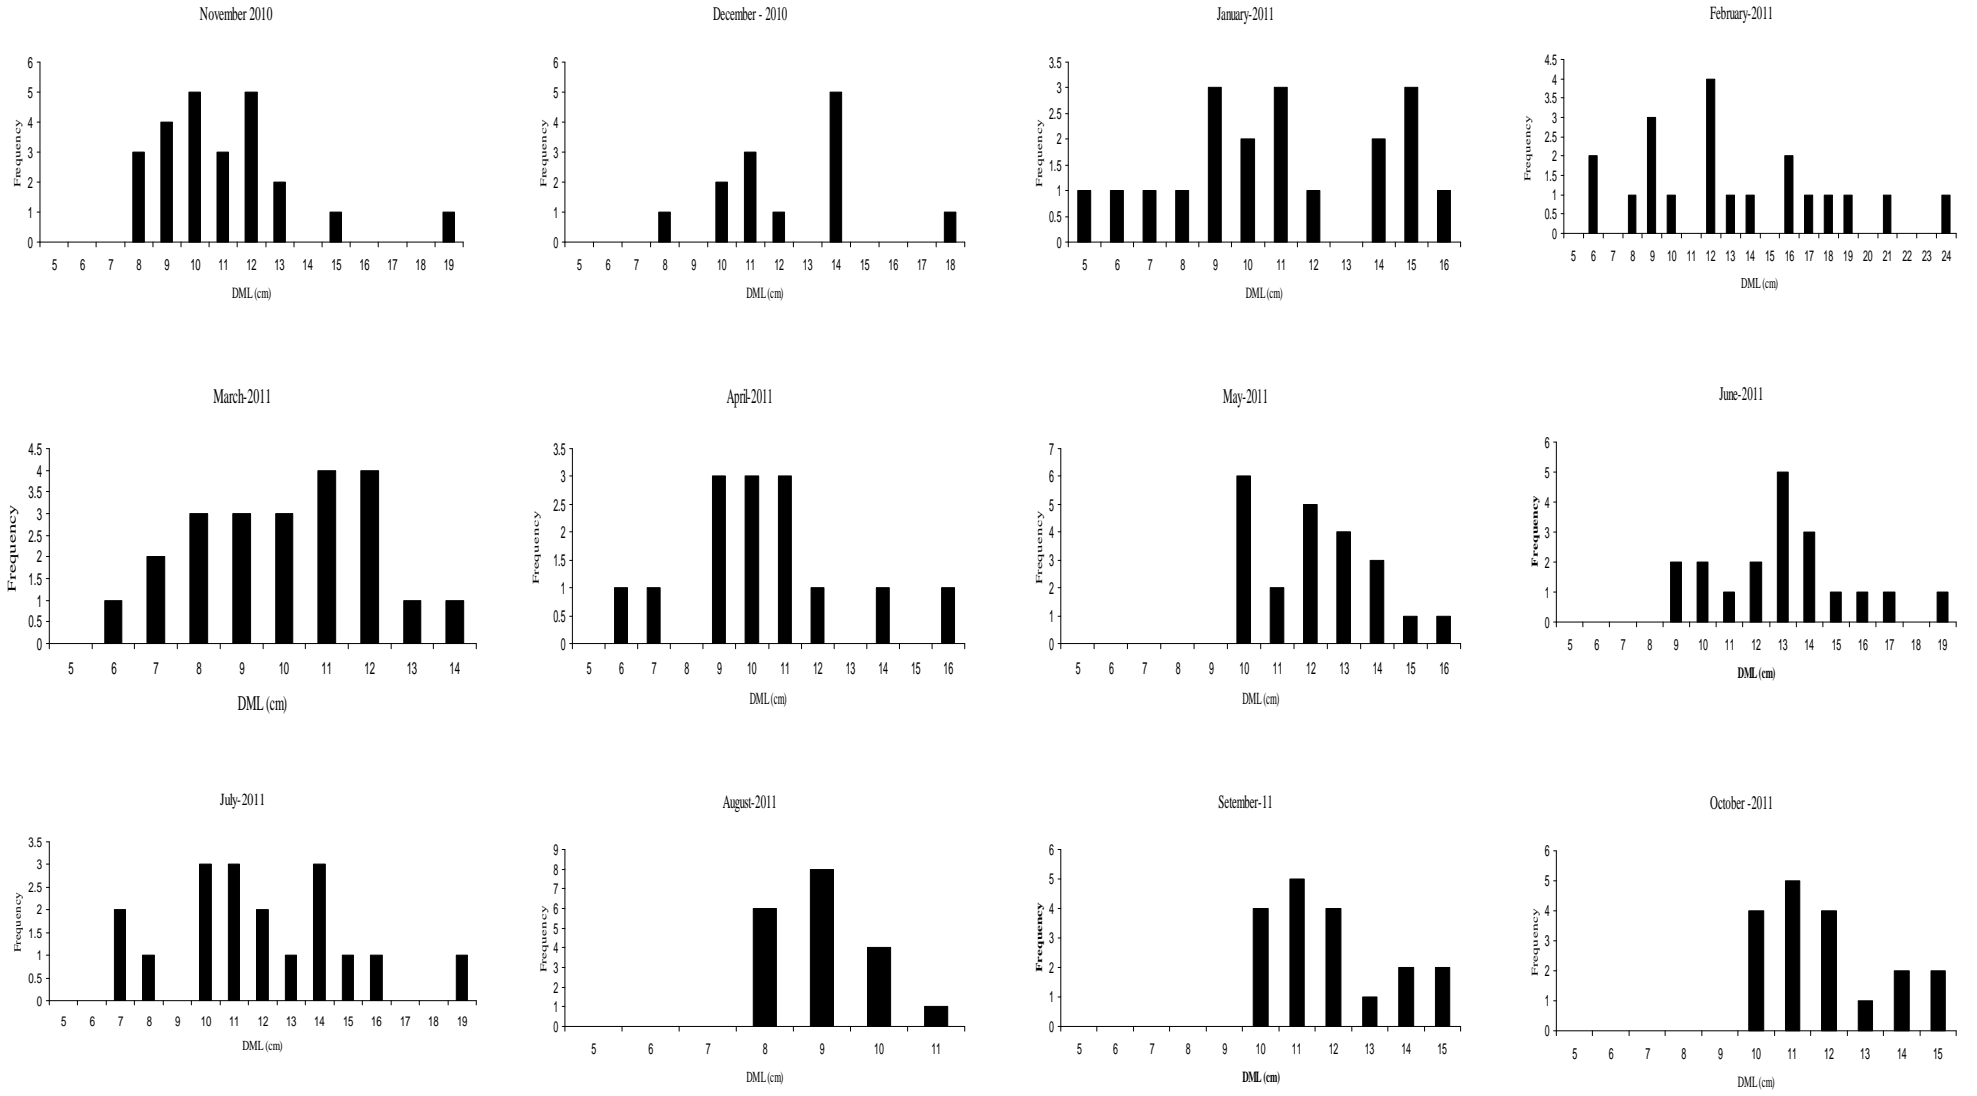 November 2010
6
5
4
3
2
1
0
Frequency
5 6 7 8 9 10 11 12 13 14 15 16 17 18 19
DML (cm)
December - 2010
6
5
4
3
2
1
0
Frequency
5 6 7 8 9 10 11 12 13 14 15 16 17 18
DML (cm)
January-2011
3.5
3
2.5
2
1.5
1
0.5
0
Frequency
5 6 7 8 9 10 11 12 13 14 15 16
DML (cm)
February-2011
4.5
4
3.5
3
2.5
2
1.5
1
0.5
0
Frequency
5 6 7 8 9 10 11 12 13 14 15 16 17 18 19 20 21 22 23 24
DML (cm)
March-2011
4.5
4
3.5
3
2.5
2
1.5
1
0.5
0
Frequency
5 6 7 8 9 10 11 12 13 14
DML (cm)
April-2011
3.5
3
2.5
2
1.5
1
0.5
0
Frequency
5 6 7 8 9 10 11 12 13 14 15 16
DML (cm)
May-2011
7
6
5
4
3
2
1
0
Frequency
5 6 7 8 9 10 11 12 13 14 15 16
DML (cm)
June-2011
6
5
4
3
2
1
0
Frequency
5 6 7 8 9 10 11 12 13 14 15 16 17 18 19
DML (cm)
July-2011
3.5
3
2.5
2
1.5
1
0.5
0
Frequency
5 6 7 8 9 10 11 12 13 14 15 16 17 18 19
DML (cm)
August-2011
9
8
7
6
5
4
3
2
1
0
Frequency
5 6 7 8 9 10 11
DML (cm)
Setember-11
6
5
4
3
2
1
0
Frequency
5 6 7 8 9 10 11 12 13 14 15
DML (cm)
October -2011
6
5
4
3
2
1
0
Frequency
5 6 7 8 9 10 11 12 13 14 15
DML (cm)